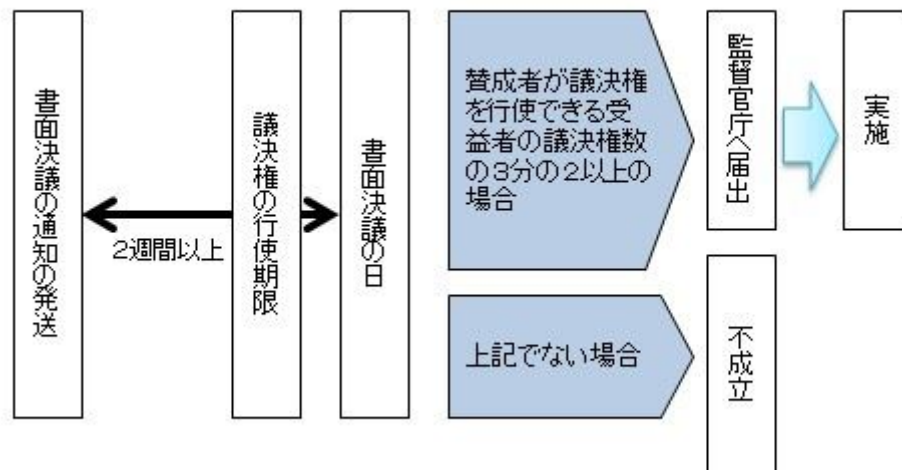 書面決議の通知の発送
2週間以上
議決権の行使期限
書面決議の日
賛成者が議決権
を行使できる受
益者の議決権数
の3分の2以上の
場合
監督官庁へ届出
実施
上記でない場合
不成立